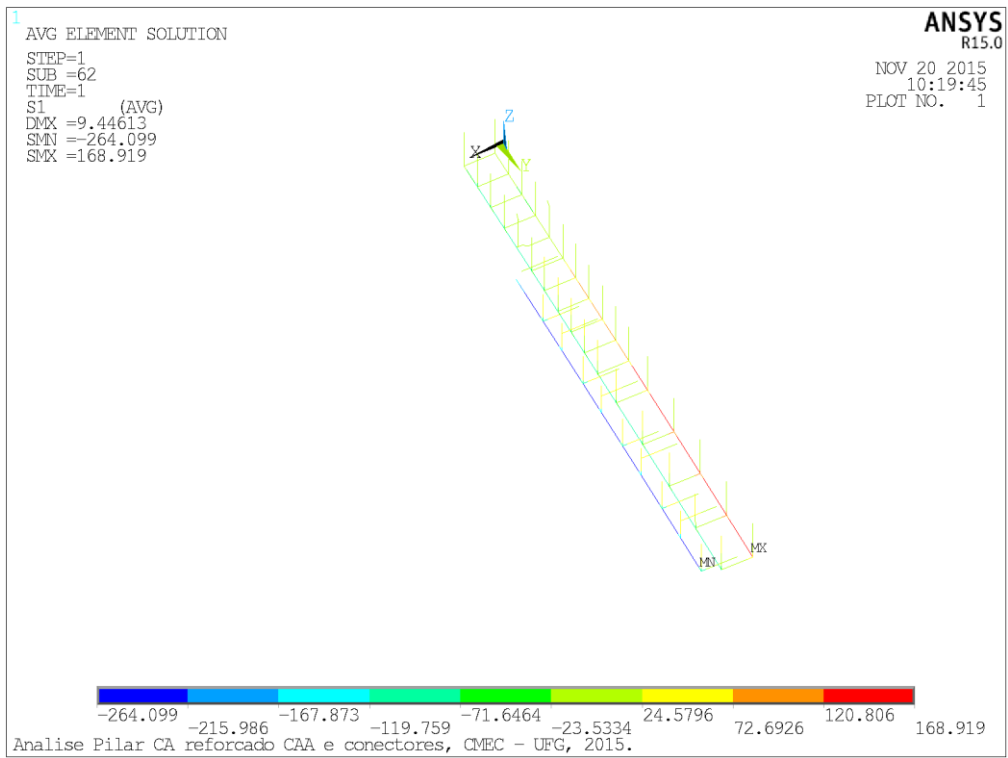 1
AVG ELEMENT SOLUTION
STEP=1
SUB =62
TIME=1
S1 (AVG)
DMX =9.44613
SMN =-264.099
SMX =168.919
ANSYS
R15.0
NOV 20 2015
10:19:45
PLOT NO. 1
Z
X
Y
MX
MN
-264.099 -167.873 -71.6464 24.5796 120.806
-215.986 -119.759 -23.5334 72.6926 168.919
Analise Pilar CA reforcado CAA e conectores, CMEC - UFG, 2015.